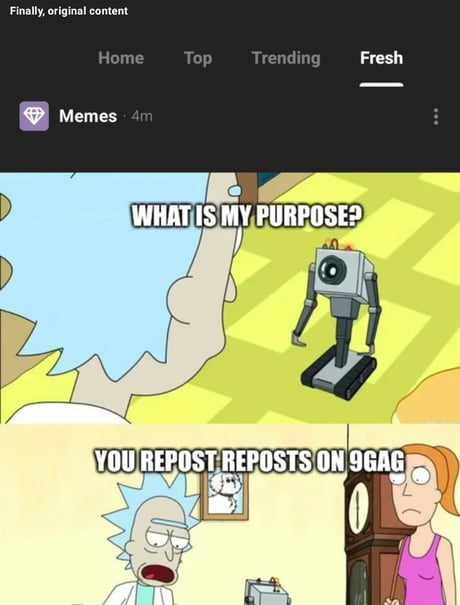 Finally, original content
Home Top Trending Fresh
Memes · 4m
WHAT IS MY PURPOSE?
YOU REPOST REPOSTS ON 9GAG